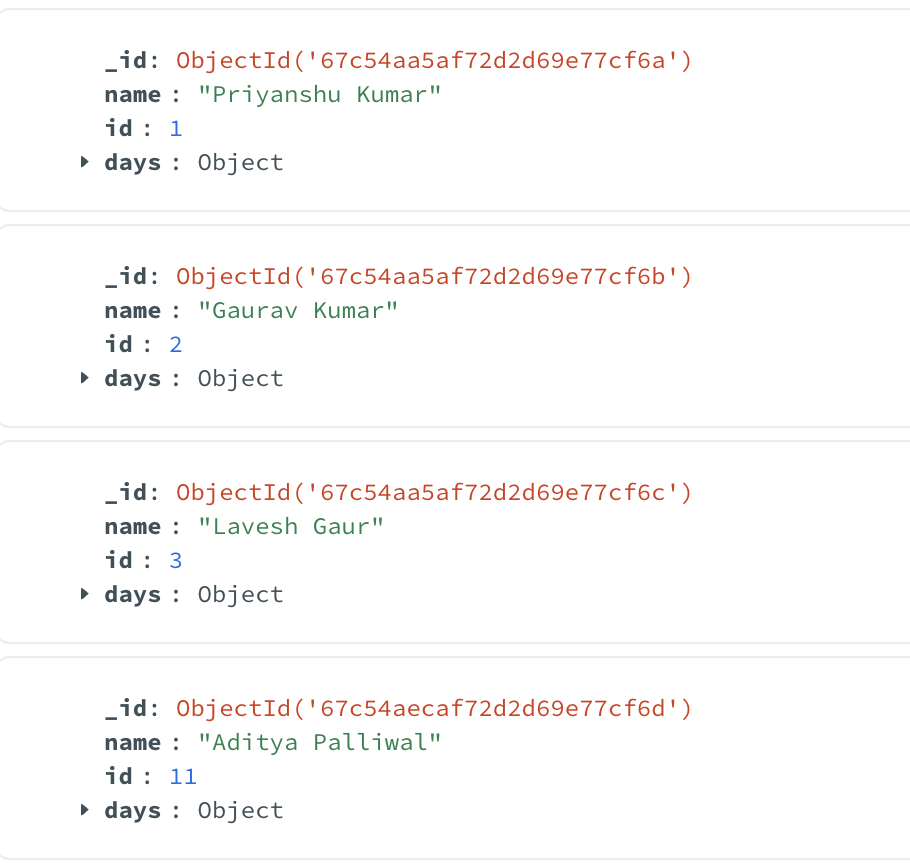 _id: ObjectId('67c54aa5af72d2d69e77cf6a')
name : "Priyanshu Kumar"
id : 1
days : Object
_id: ObjectId('67c54aa5af72d2d69e77cf6b')
name : "Gaurav Kumar"
id : 2
days : Object
_id: ObjectId('67c54aa5af72d2d69e77cf6c')
name : "Lavesh Gaur"
id : 3
days : Object
_id: ObjectId('67c54aecaf72d2d69e77cf6d')
name : "Aditya Palliwal"
id : 11
days : Object